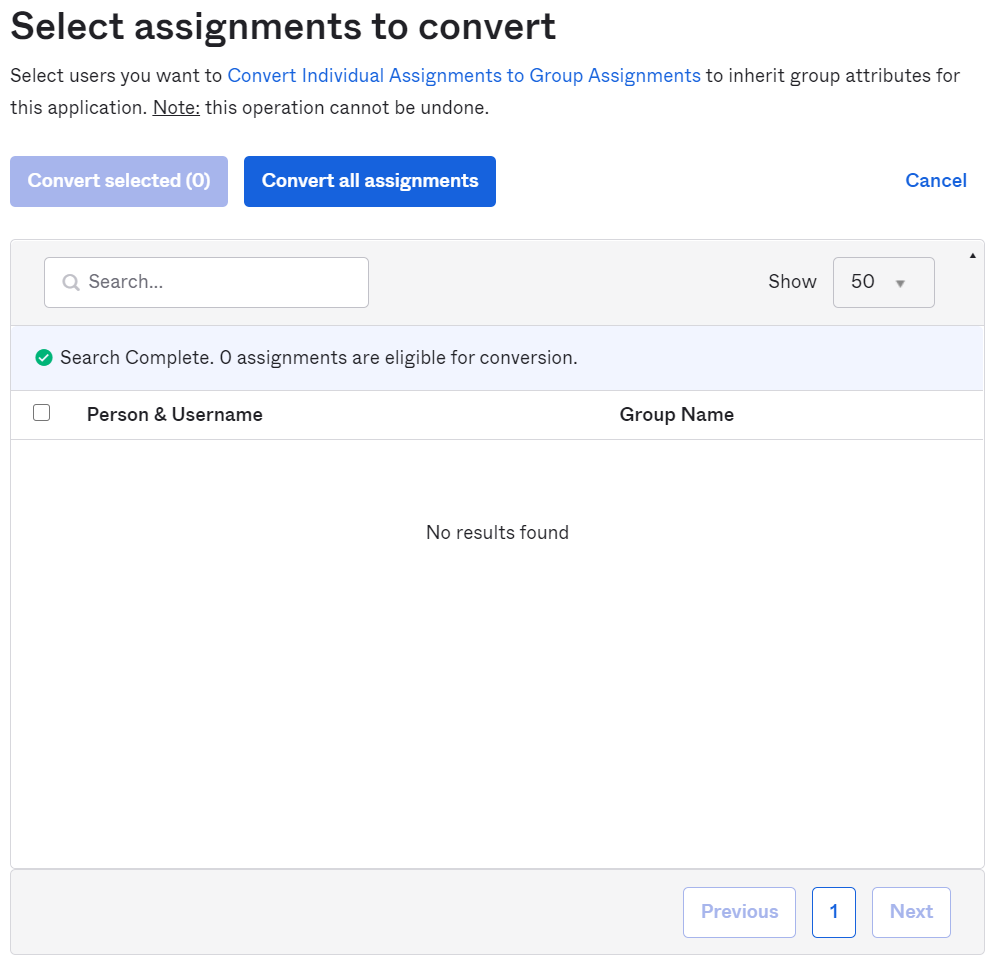 Select assignments to convert
Select users you want to Convert Individual Assignments to Group Assignments to inherit group attributes for
this application. Note: this operation cannot be undone.
Convert selected (0) Convert all assignments Cancel
Search... Show 50
Search Complete. 0 assignments are eligible for conversion.
Person & Username Group Name
No results found
Previous 1 Next